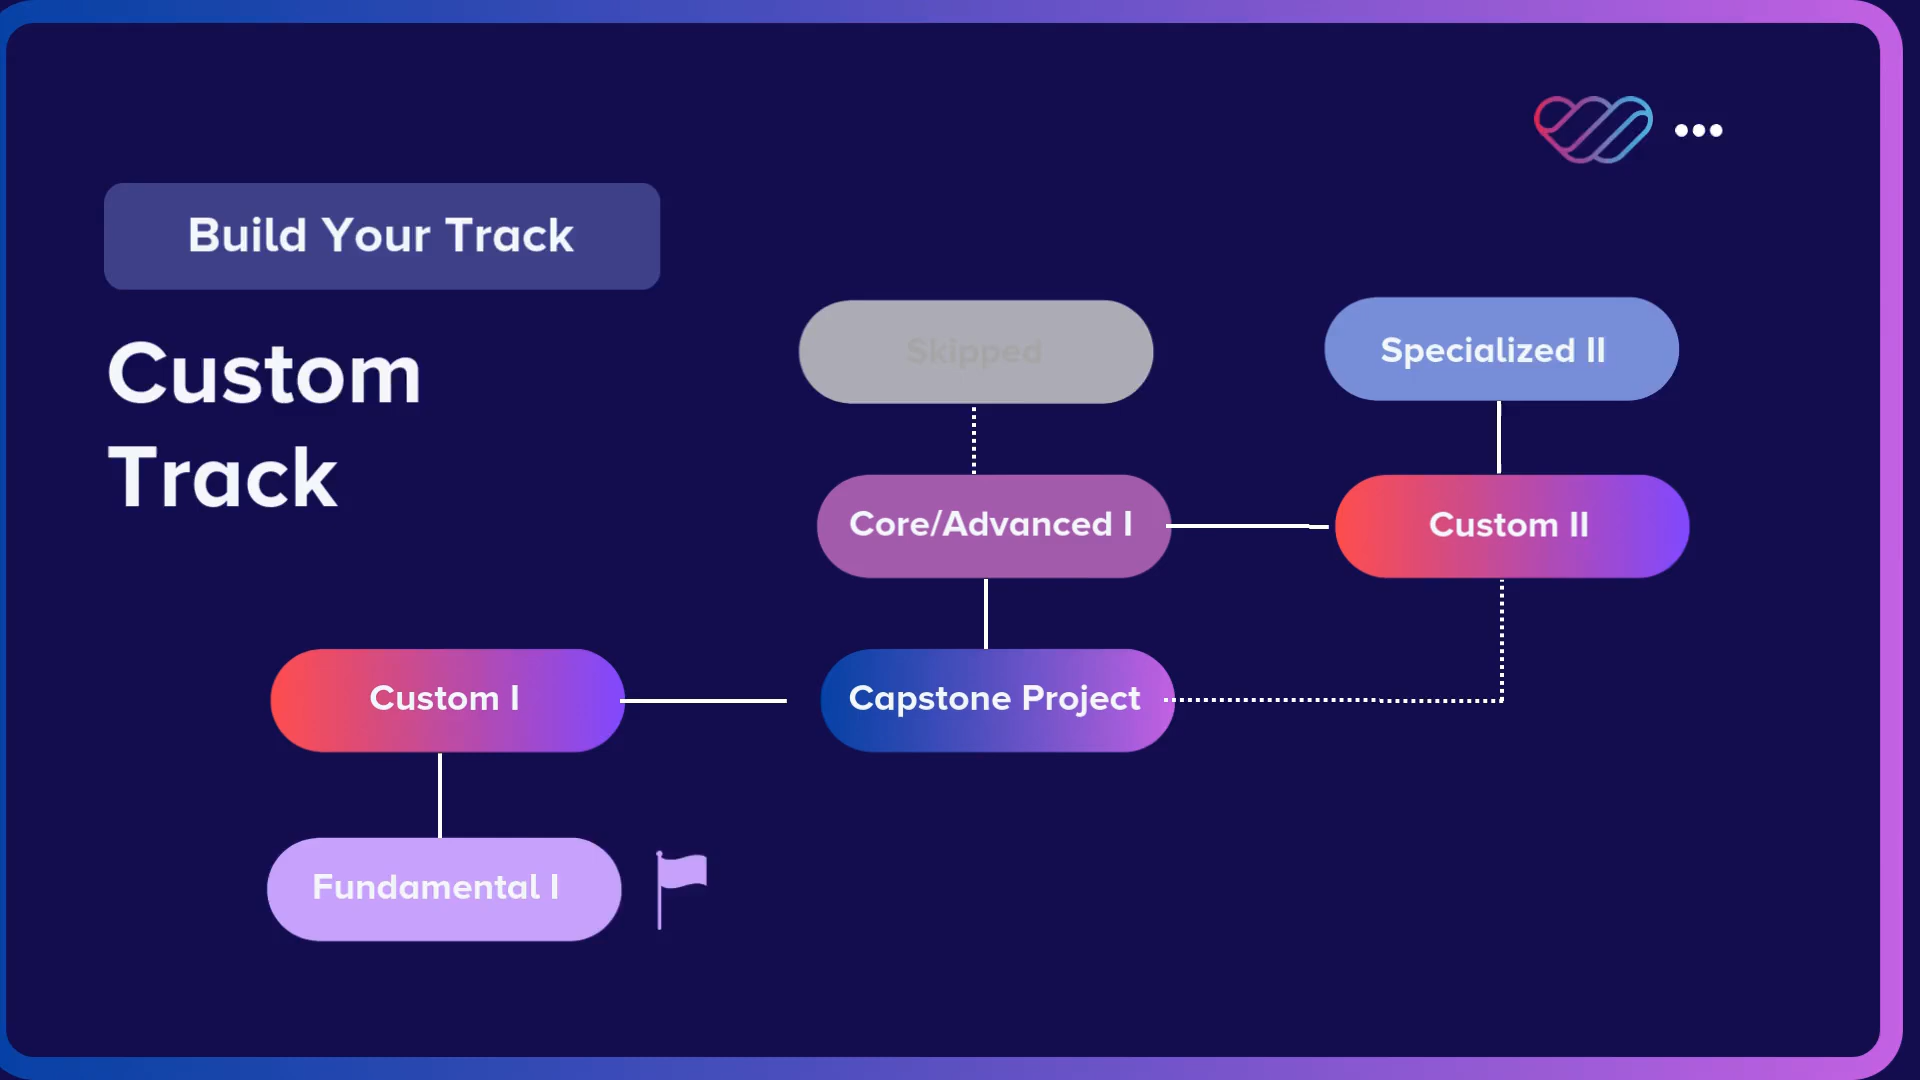 Build Your Track
Custom
Track
Skipped
Specialized II
Core/Advanced I
Custom II
Custom I
Capstone Project
Fundamental I